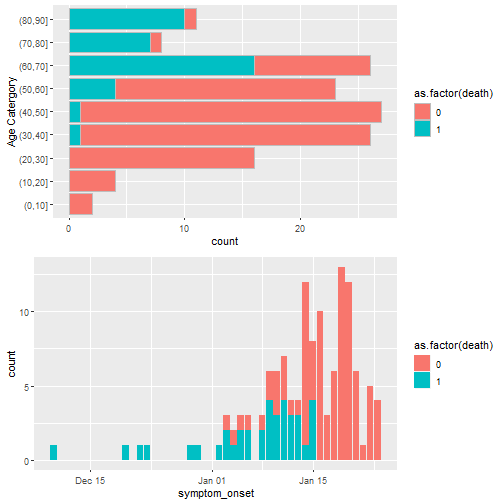 (80,90]
(70,80]
(60,70]
(50,60]
(40,50]
(30,40]
(20,30]
(10,20]
(0,10]
Age Catergory
0
10
20
count
as.factor(death)
0
1
10
5
0
count
Dec 15
Jan 01
Jan 15
symptom_onset
as.factor(death)
0
1